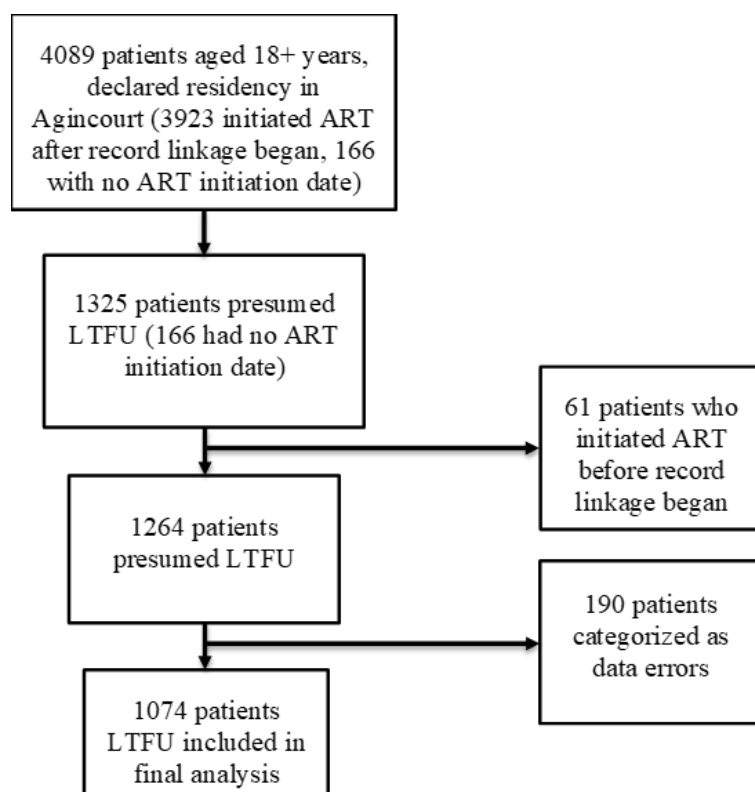 4089 patients aged 18+ years,
declared residency in
Agincourt (3923 initiated ART
after record linkage began, 166
with no ART initiation date)
1325 patients presumed
LTFU (166 had no ART
initiation date)
61 patients who
initiated ART
before record
linkage began
1264 patients
presumed LTFU
190 patients
categorized as
data errors
1074 patients
LTFU included in
final analysis